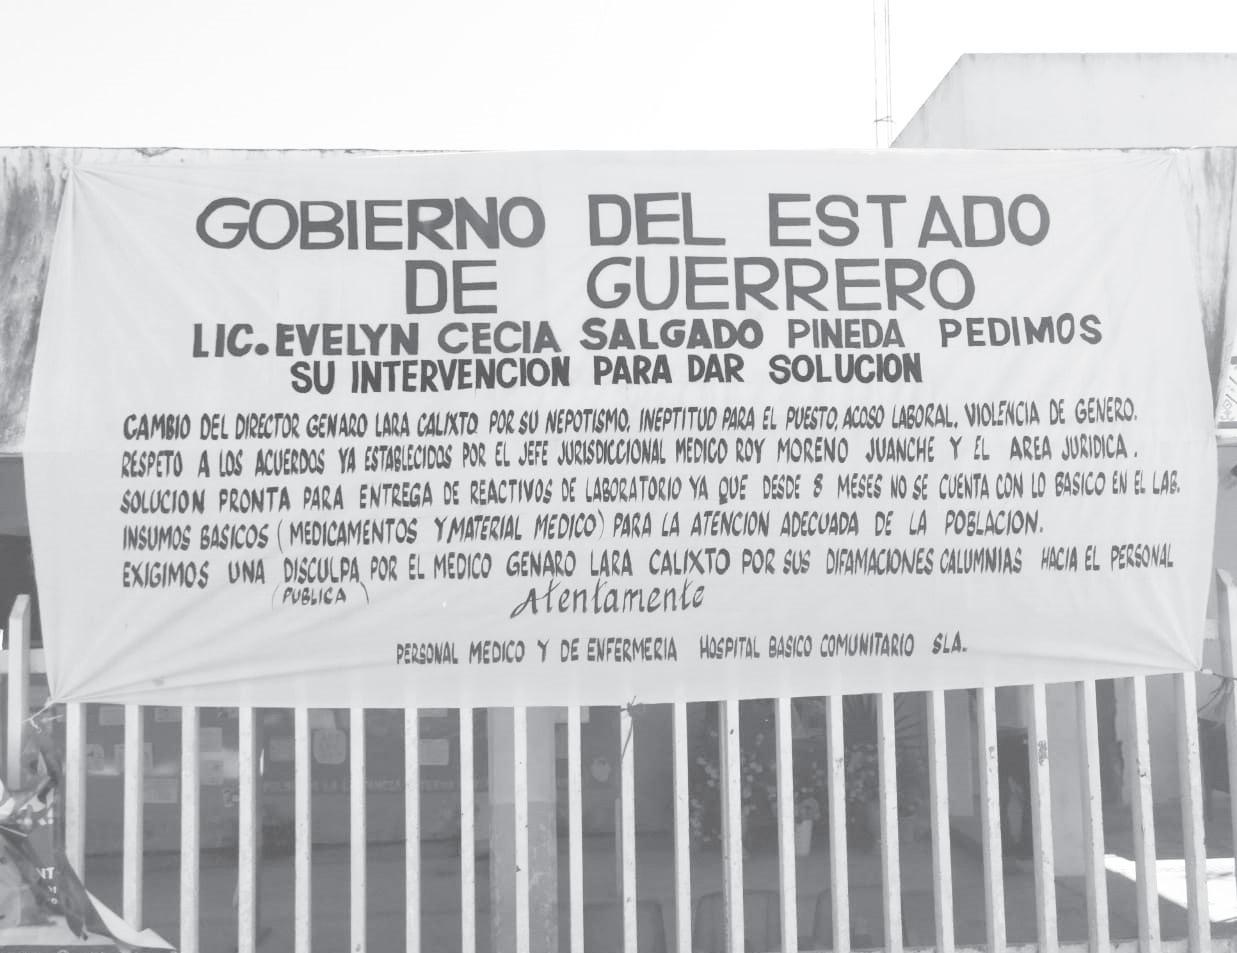 GOBIERNO DEL ESTADO
DE GUERRERO
LIC. EVELYN CECIA SALGADO PINEDA PEDIMOS
SU INTERVENCION PARA DAR SOLUCION
CAMBIO DEL DIRECTOR GENARO LARA CALIXTO POR SU NEPOTISMO, INEPTITUD PARA EL PUESTO, ACOSO LABORAL, VIOLENCIA DE GENERO.
RESPETO A LOS ACUERDOS YA ESTABLECIDOS POR EL JEFE JURISDICCIONAL MEDICO ROY MORENO JUANCHE Y EL AREA JURIDICA.
SOLUCION PRONTA PARA ENTREGA DE REACTIVOS DE LABORATORIO YA QUE DESDE 8 MESES NO SE CUENTA CON LO BASICO EN EL LAB.
INSUMOS BASICOS (MEDICAMENTOS Y MATERIAL MEDICO) PARA LA ATENCION ADECUADA DE LA POBLACION.
EXIGIMOS UNA DISCULPA POR EL MEDICO GENARO LARA CALIXTO POR SUS DIFAMACIONES CALUMNIAS HACIA EL PERSONAL
(PUBLICA)
Atentamente
PERSONAL MEDICO Y DE ENFERMERIA HOSPITAL BASICO COMUNITARIO SLA.